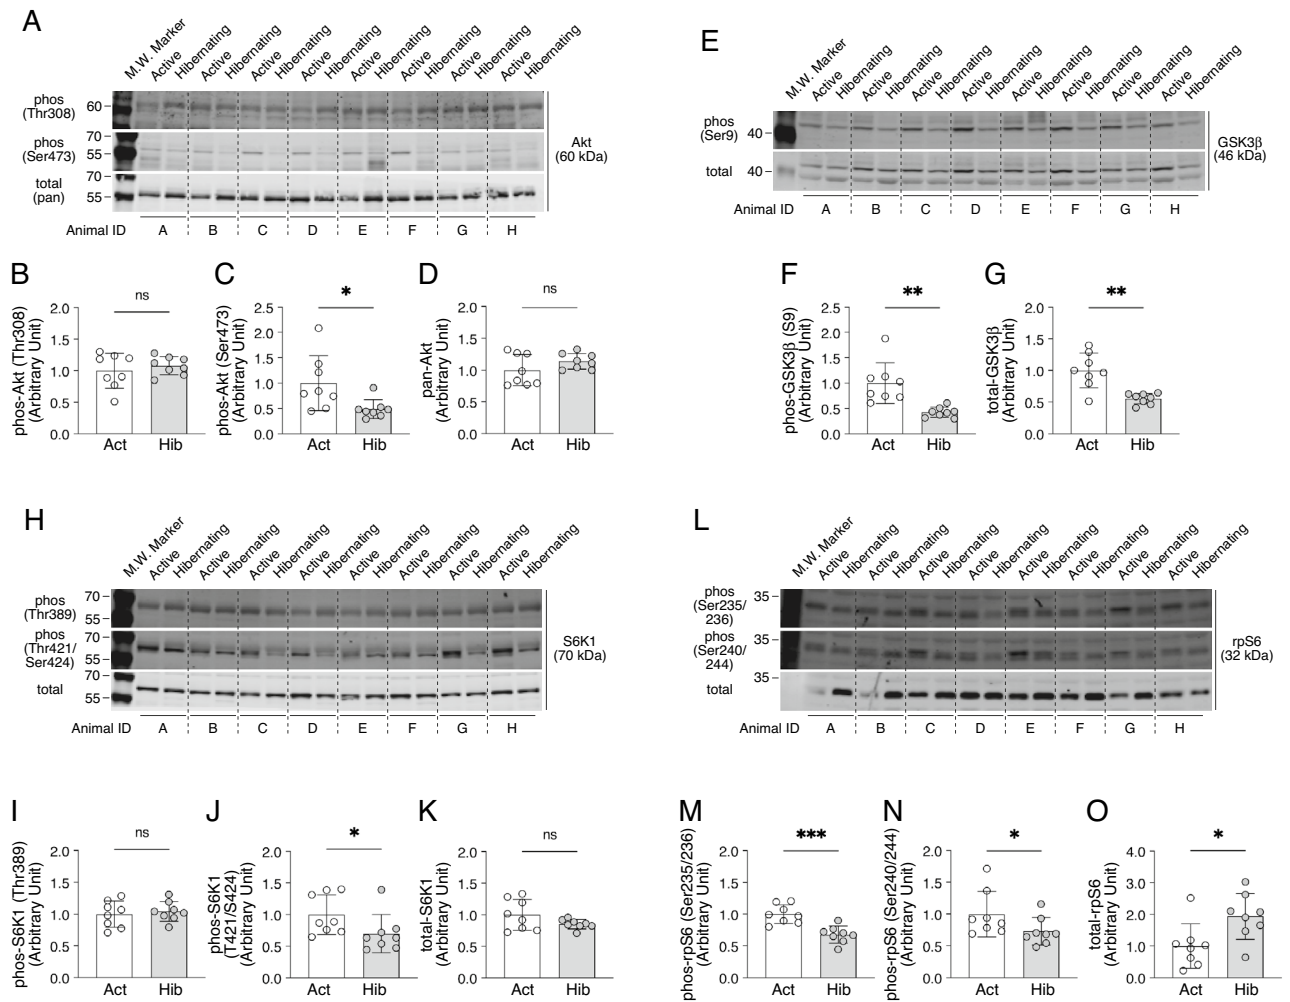 A
M.W. Marker
Active
Hibernating
Active
Hibernating
Active
Hibernating
Active
Hibernating
Active
Hibernating
Active
Hibernating
Active
Hibernating
Active
Hibernating
phos
(Thr308)
60
phos
(Ser473)
70
55
total
(pan)
70
55
Akt
(60 kDa)
Animal ID A B C D E F G H
E
M.W. Marker
Active
Hibernating
Active
Hibernating
Active
Hibernating
Active
Hibernating
Active
Hibernating
Active
Hibernating
Active
Hibernating
Active
Hibernating
phos
(Ser9)
40
total
40
GSK3β
(46 kDa)
Animal ID A B C D E F G H
B
ns
phos-Akt (Thr308)
(Arbitrary Unit)
2.0
1.5
1.0
0.5
0.0
Act Hib
C
*
phos-Akt (Ser473)
(Arbitrary Unit)
2.5
2.0
1.5
1.0
0.5
0.0
Act Hib
D
ns
pan-Akt
(Arbitrary Unit)
2.0
1.5
1.0
0.5
0.0
Act Hib
F
**
phos-GSK3β (S9)
(Arbitrary Unit)
2.5
2.0
1.5
1.0
0.5
0.0
Act Hib
G
**
total-GSK3β
(Arbitrary Unit)
2.0
1.5
1.0
0.5
0.0
Act Hib
H
M.W. Marker
Active
Hibernating
Active
Hibernating
Active
Hibernating
Active
Hibernating
Active
Hibernating
Active
Hibernating
Active
Hibernating
Active
Hibernating
phos
(Thr389)
70
55
phos
(Thr421/
Ser424)
70
55
total
70
55
S6K1
(70 kDa)
Animal ID A B C D E F G H
L
M.W. Marker
Active
Hibernating
Active
Hibernating
Active
Hibernating
Active
Hibernating
Active
Hibernating
Active
Hibernating
Active
Hibernating
Active
Hibernating
phos
(Ser235/
236)
35
phos
(Ser240/
244)
35
total
35
rpS6
(32 kDa)
Animal ID A B C D E F G H
I
ns
phos-S6K1 (Thr389)
(Arbitrary Unit)
2.0
1.5
1.0
0.5
0.0
Act Hib
J
*
phos-S6K1
(T421/S424)
(Arbitrary Unit)
2.0
1.5
1.0
0.5
0.0
Act Hib
K
ns
total-S6K1
(Arbitrary Unit)
2.0
1.5
1.0
0.5
0.0
Act Hib
M
***
phos-rpS6 (Ser235/236)
(Arbitrary Unit)
2.0
1.5
1.0
0.5
0.0
Act Hib
N
*
phos-rpS6 (Ser240/244)
(Arbitrary Unit)
2.0
1.5
1.0
0.5
0.0
Act Hib
O
*
total-rpS6
(Arbitrary Unit)
4.0
3.0
2.0
1.0
0.0
Act Hib